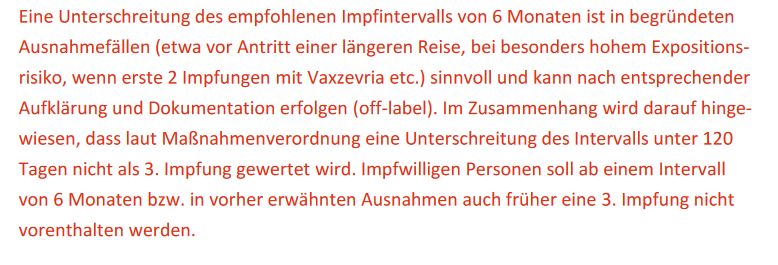 Eine Unterschreitung des empfohlenen Impfintervalls von 6 Monaten ist in begründeten
Ausnahmefällen (etwa vor Antritt einer längeren Reise, bei besonders hohem Expositions-
risiko, wenn erste 2 Impfungen mit Vaxzevria etc.) sinnvoll und kann nach entsprechender
Aufklärung und Dokumentation erfolgen (off-label). Im Zusammenhang wird darauf hinge-
wiesen, dass laut Maßnahmenverordnung eine Unterschreitung des Intervalls unter 120
Tagen nicht als 3. Impfung gewertet wird. Impfwilligen Personen soll ab einem Intervall
von 6 Monaten bzw. in vorher erwähnten Ausnahmen auch früher eine 3. Impfung nicht
vorenthalten werden.